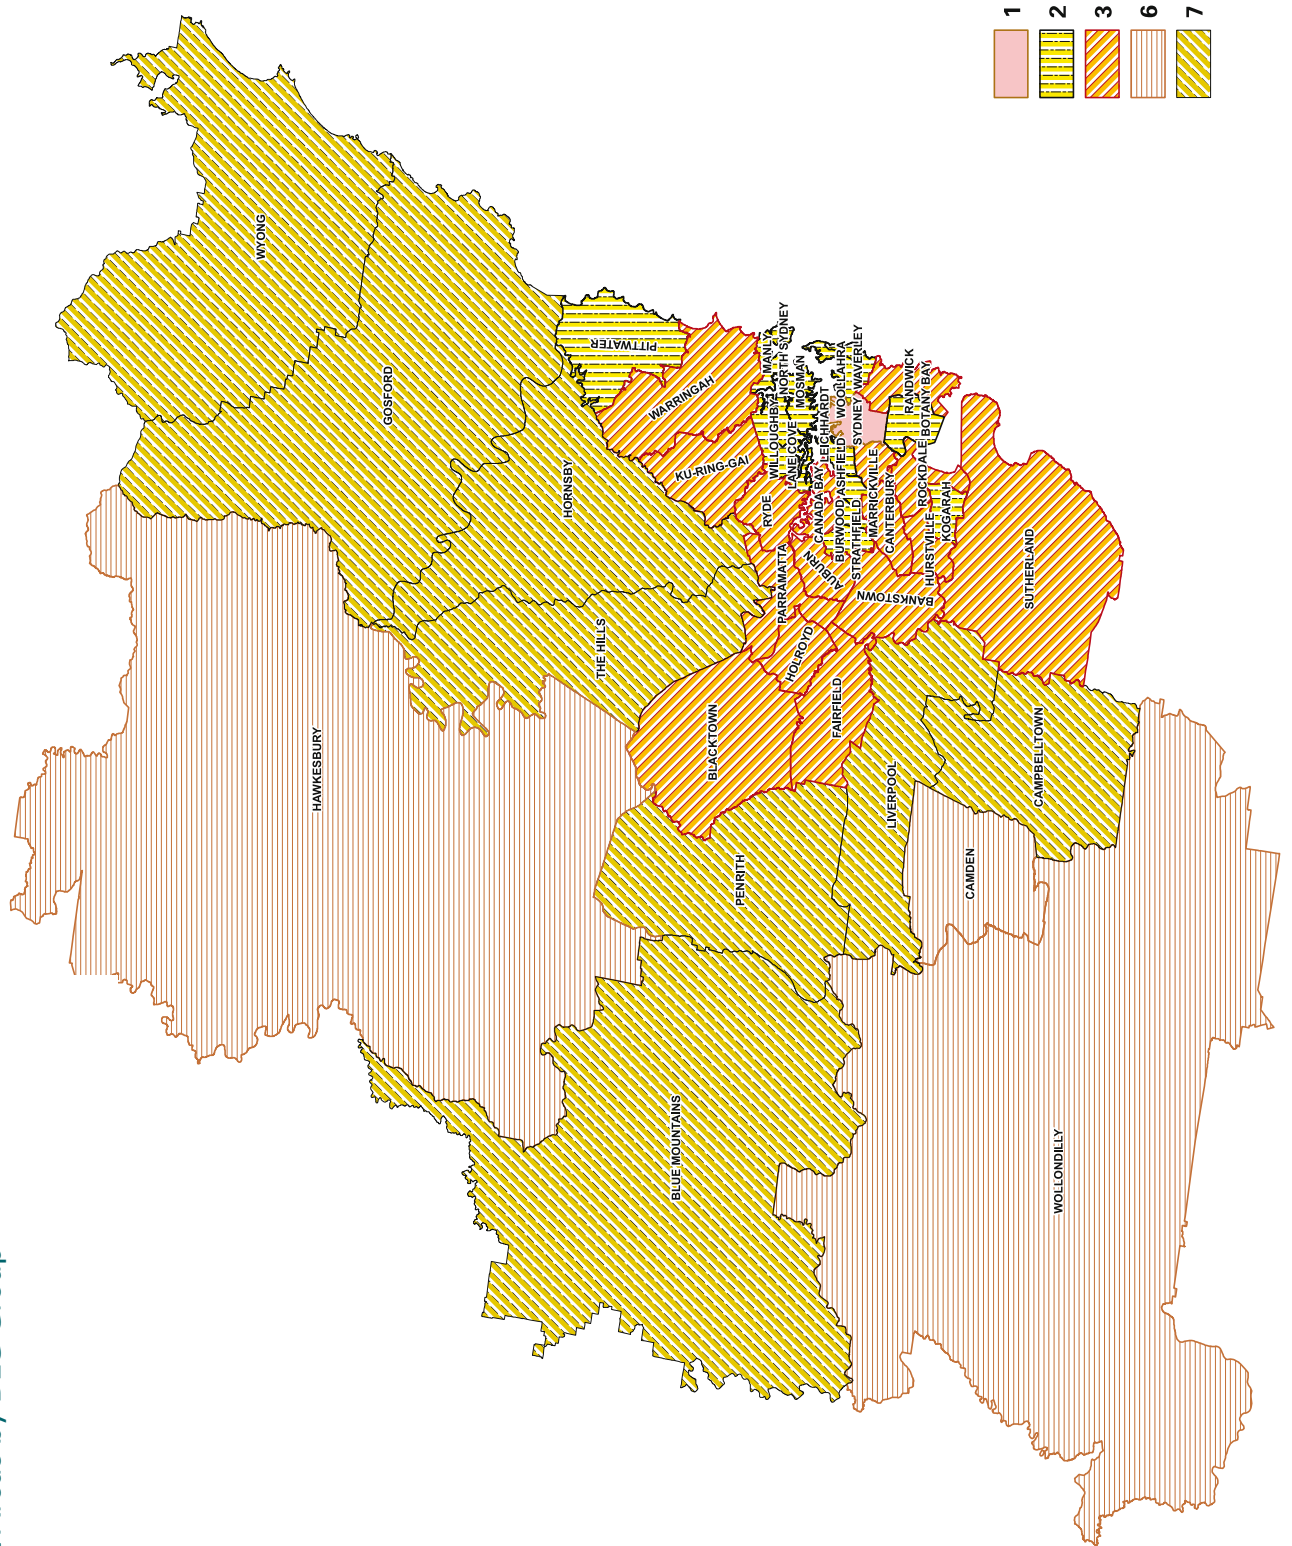 1
2
3
6
7
WYONG
GOSFORD
HORNSBY
PITTWATER
WARRINGAH
KU-RING-GAI
RYDE
MANLY
NORTH SYDNEY
MOSMAN
WILLOUGHBY
LANE COVE
LEICHHARDT
WOOLLAHRA
WAVERLEY
SYDNEY
CANADA BAY
ASHFIELD
BURWOOD
STRATHFIELD
MARRICKVILLE
CANTERBURY
RANDWICK
BOTANY BAY
ROCKDALE
KOGARAH
HURSTVILLE
PARRAMATTA
AUBURN
BANKSTOWN
HOLROYD
SUTHERLAND
THE HILLS
HAWKESBURY
BLACKTOWN
FAIRFIELD
LIVERPOOL
CAMPBELLTOWN
PENRITH
CAMDEN
BLUE MOUNTAINS
WOLLONDILLY